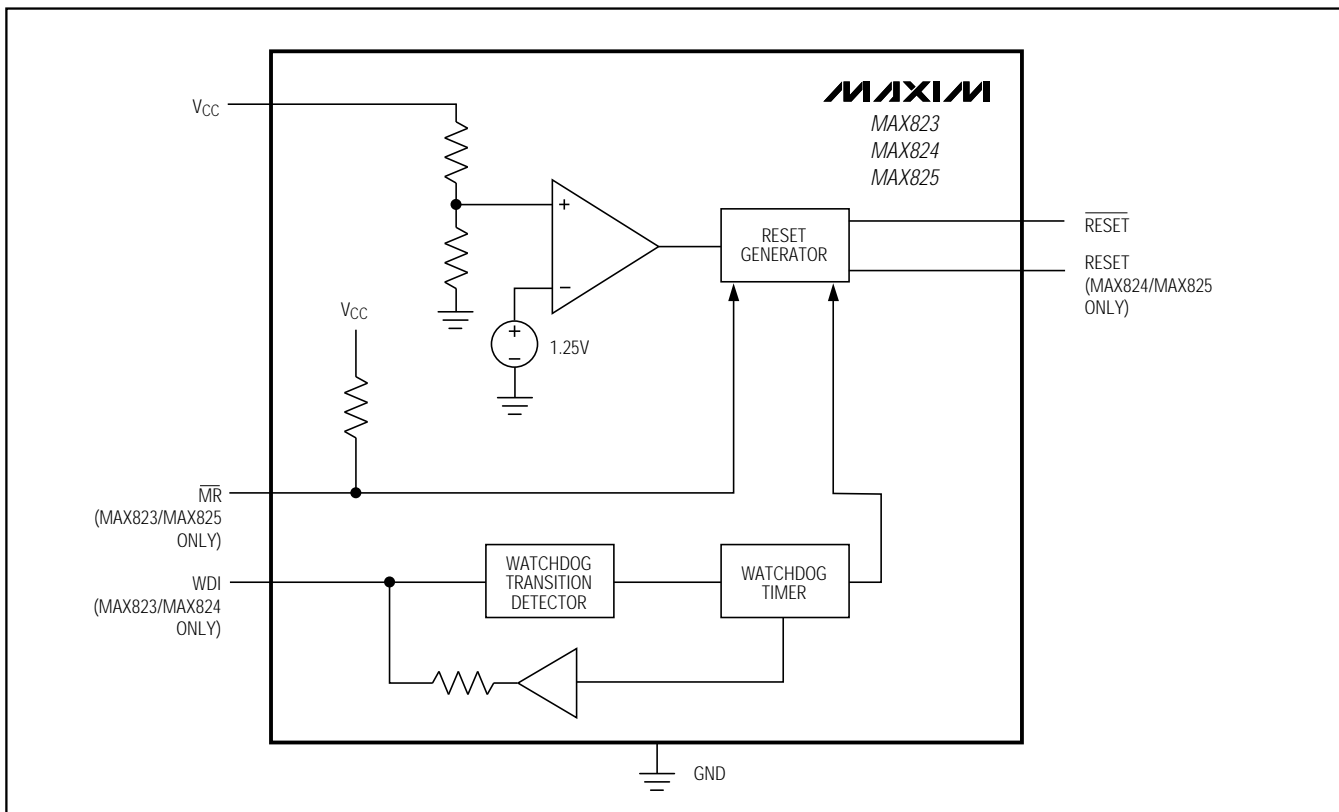 VCC
MAXIM
MAX823
MAX824
MAX825
+
−
RESET
GENERATOR
RESET
RESET
(MAX824/MAX825
ONLY)
VCC
+
−
1.25V
MR
(MAX823/MAX825
ONLY)
WDI
(MAX823/MAX824
ONLY)
WATCHDOG
TRANSITION
DETECTOR
WATCHDOG
TIMER
GND